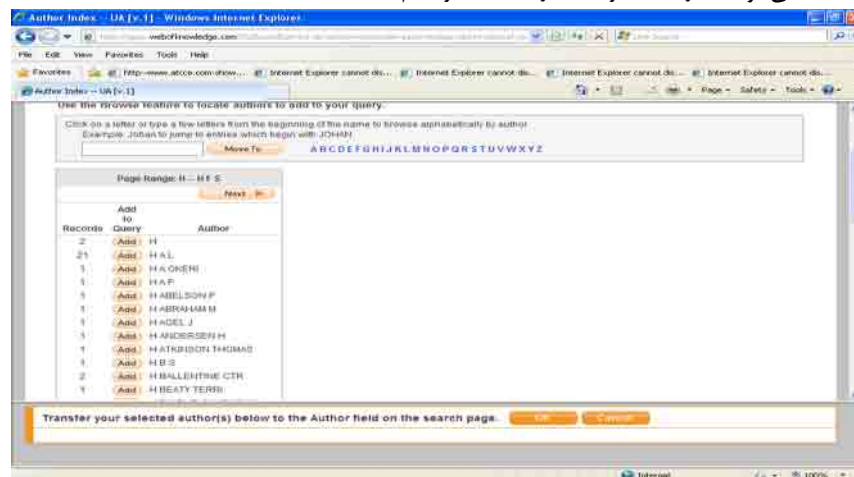 Author Index -- UA [v.1] - Windows Internet Explorer
webofknowledge.com
File Edit View Favorites Tools Help
Favorites Internet Explorer cannot dis... Internet Explorer cannot dis... Internet Explorer cannot dis... Internet Explorer cannot dis...
Author Index -- UA [v.1] Page Safety Tools
Use the Browse feature to locate authors to add to your query.
Click on a letter or type a few letters from the beginning of the name to browse alphabetically by author.
Example: Johan to jump to entries which begin with JOHAN
Move To A B C D E F G H I J K L M N O P Q R S T U V W X Y Z
Page Range: H --
Next
Add
to
Records Query Author
2 Add H
21 Add H A L
1 Add H A OKERI
1 Add H A P
1 Add H ABELSON P
1 Add H ABRAHAM M
1 Add H AGEL J
1 Add H ANDERSEN H
1 Add H ATKINSON THOMAS
1 Add H B S
2 Add H BALLENTINE CTR
1 Add H BEATY TERRI
Transfer your selected author(s) below to the Author field on the search page. OK Cancel
Internet 100%